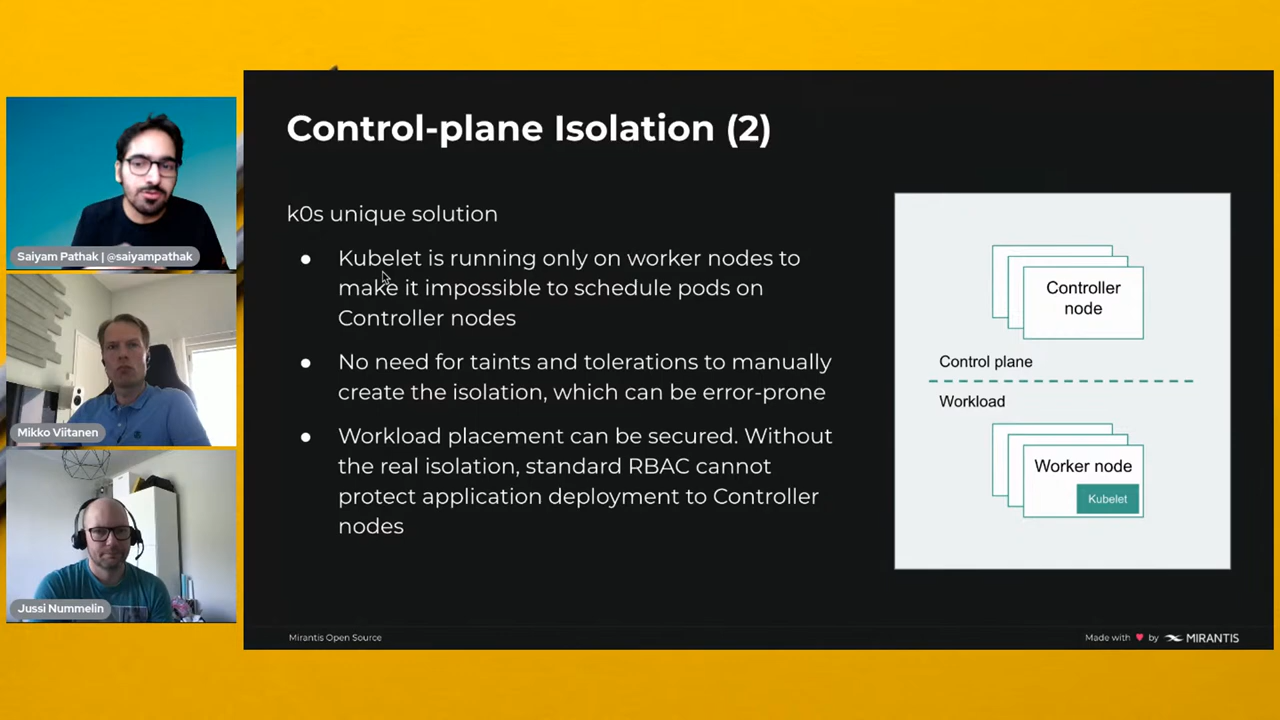 Control-plane Isolation (2)
k0s unique solution
● Kubelet is running only on worker nodes to
make it impossible to schedule pods on
Controller nodes
● No need for taints and tolerations to manually
create the isolation, which can be error-prone
● Workload placement can be secured. Without
the real isolation, standard RBAC cannot
protect application deployment to Controller
nodes
Controller
node
Control plane
Workload
Worker node
Kubelet
Mirantis Open Source
Made with ♥ by MIRANTIS
Saiyam Pathak | @saiyampathak
Mikko Viitanen
Jussi Nummelin